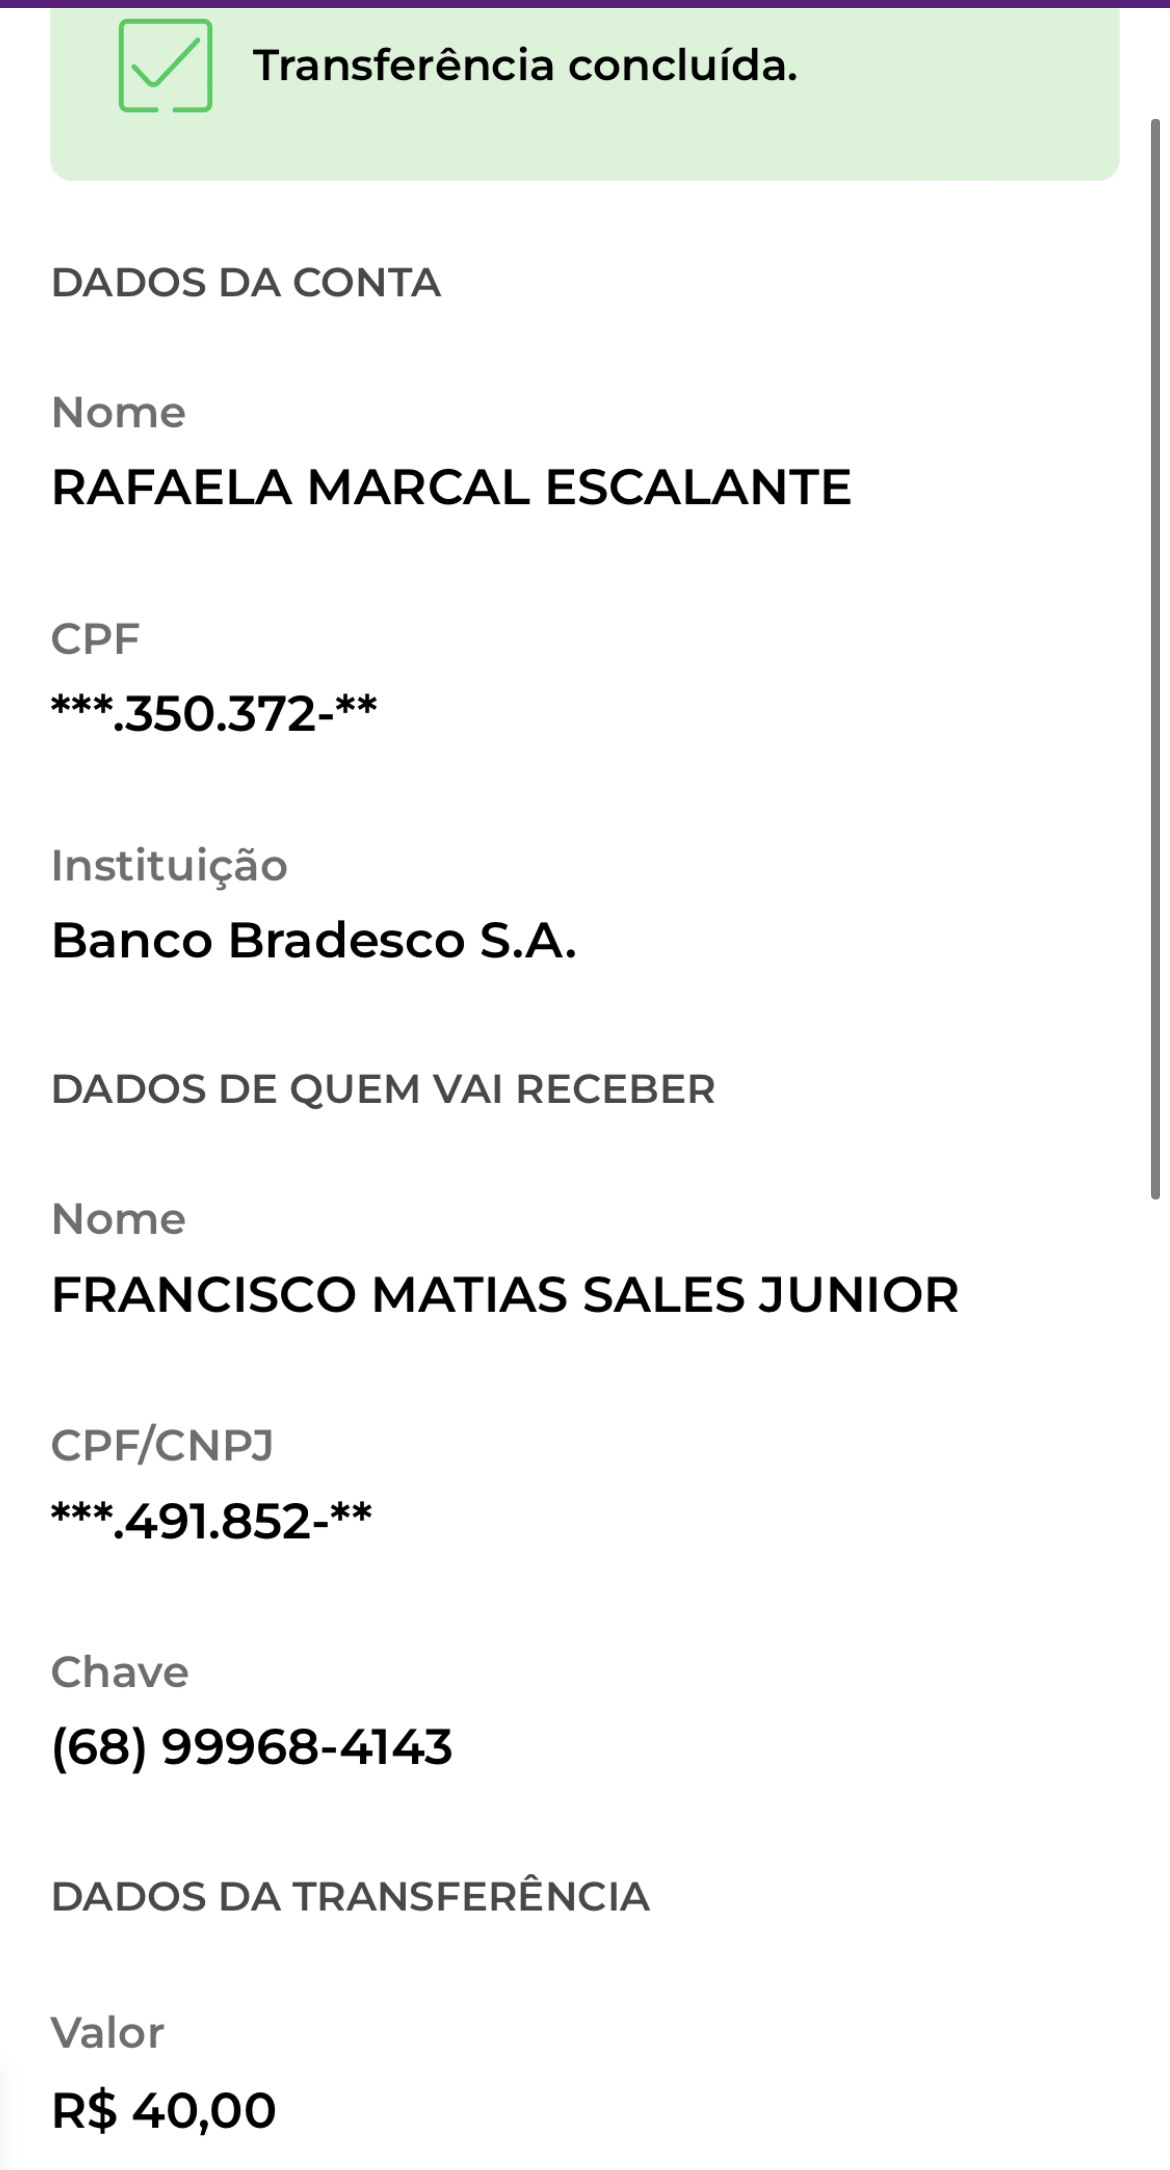 Transferência concluída.
DADOS DA CONTA
Nome
RAFAELA MARCAL ESCALANTE
CPF
***.350.372-**
Instituição
Banco Bradesco S.A.
DADOS DE QUEM VAI RECEBER
Nome
FRANCISCO MATIAS SALES JUNIOR
CPF/CNPJ
***.491.852-**
Chave
(68) 99968-4143
DADOS DA TRANSFERÊNCIA
Valor
R$ 40,00